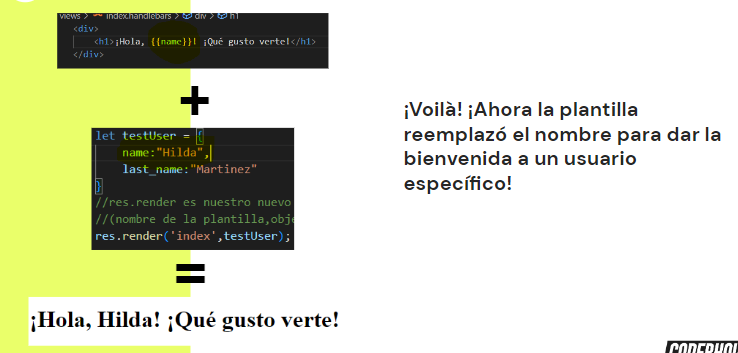 views > index.handlebars > div > h1
<div>
<h1>¡Hola, {{name}}! ¡Qué gusto verte!</h1>
</div>
+
let testUser = {
name:"Hilda",
last_name:"Martinez"
}
//res.render es nuestro nuevo
//(nombre de la plantilla,obje
res.render('index',testUser);
=
¡Hola, Hilda! ¡Qué gusto verte!
¡Voilà! ¡Ahora la plantilla
reemplazó el nombre para dar la
bienvenida a un usuario
específico!